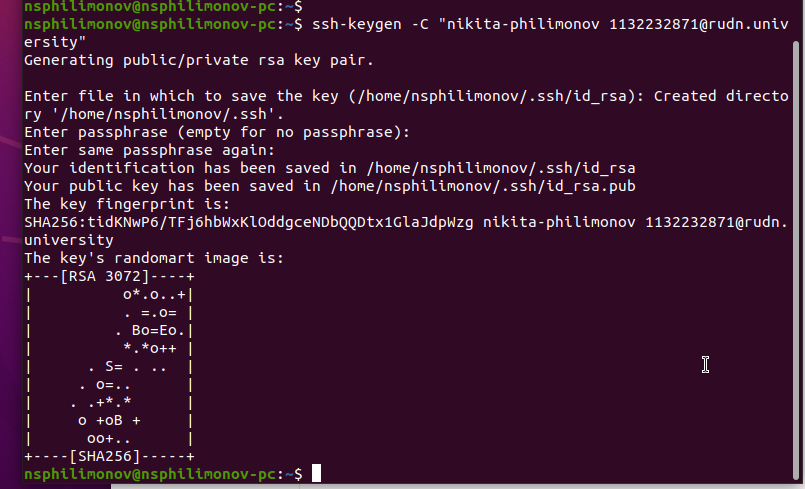 nsphilimonov@nsphilimonov-pc:~$
nsphilimonov@nsphilimonov-pc:~$ ssh-keygen -C "nikita-philimonov 1132232871@rudn.univ
ersity"
Generating public/private rsa key pair.

Enter file in which to save the key (/home/nsphilimonov/.ssh/id_rsa): Created directo
ry '/home/nsphilimonov/.ssh'.
Enter passphrase (empty for no passphrase):
Enter same passphrase again:
Your identification has been saved in /home/nsphilimonov/.ssh/id_rsa
Your public key has been saved in /home/nsphilimonov/.ssh/id_rsa.pub
The key fingerprint is:
SHA256:tidKNwP6/TFj6hbWxKlOddgceNDbQQDtx1GlaJdpWzg nikita-philimonov 1132232871@rudn.
university
The key's randomart image is:
+---[RSA 3072]----+
|          o*.o..+|
|          . =.o= |
|         . Bo=Eo.|
|          *.*o++ |
|      . S= . ..  |
|     . o=..      |
|    . .+*.*      |
|     o +oB +     |
|      oo+..      |
+----[SHA256]-----+
nsphilimonov@nsphilimonov-pc:~$